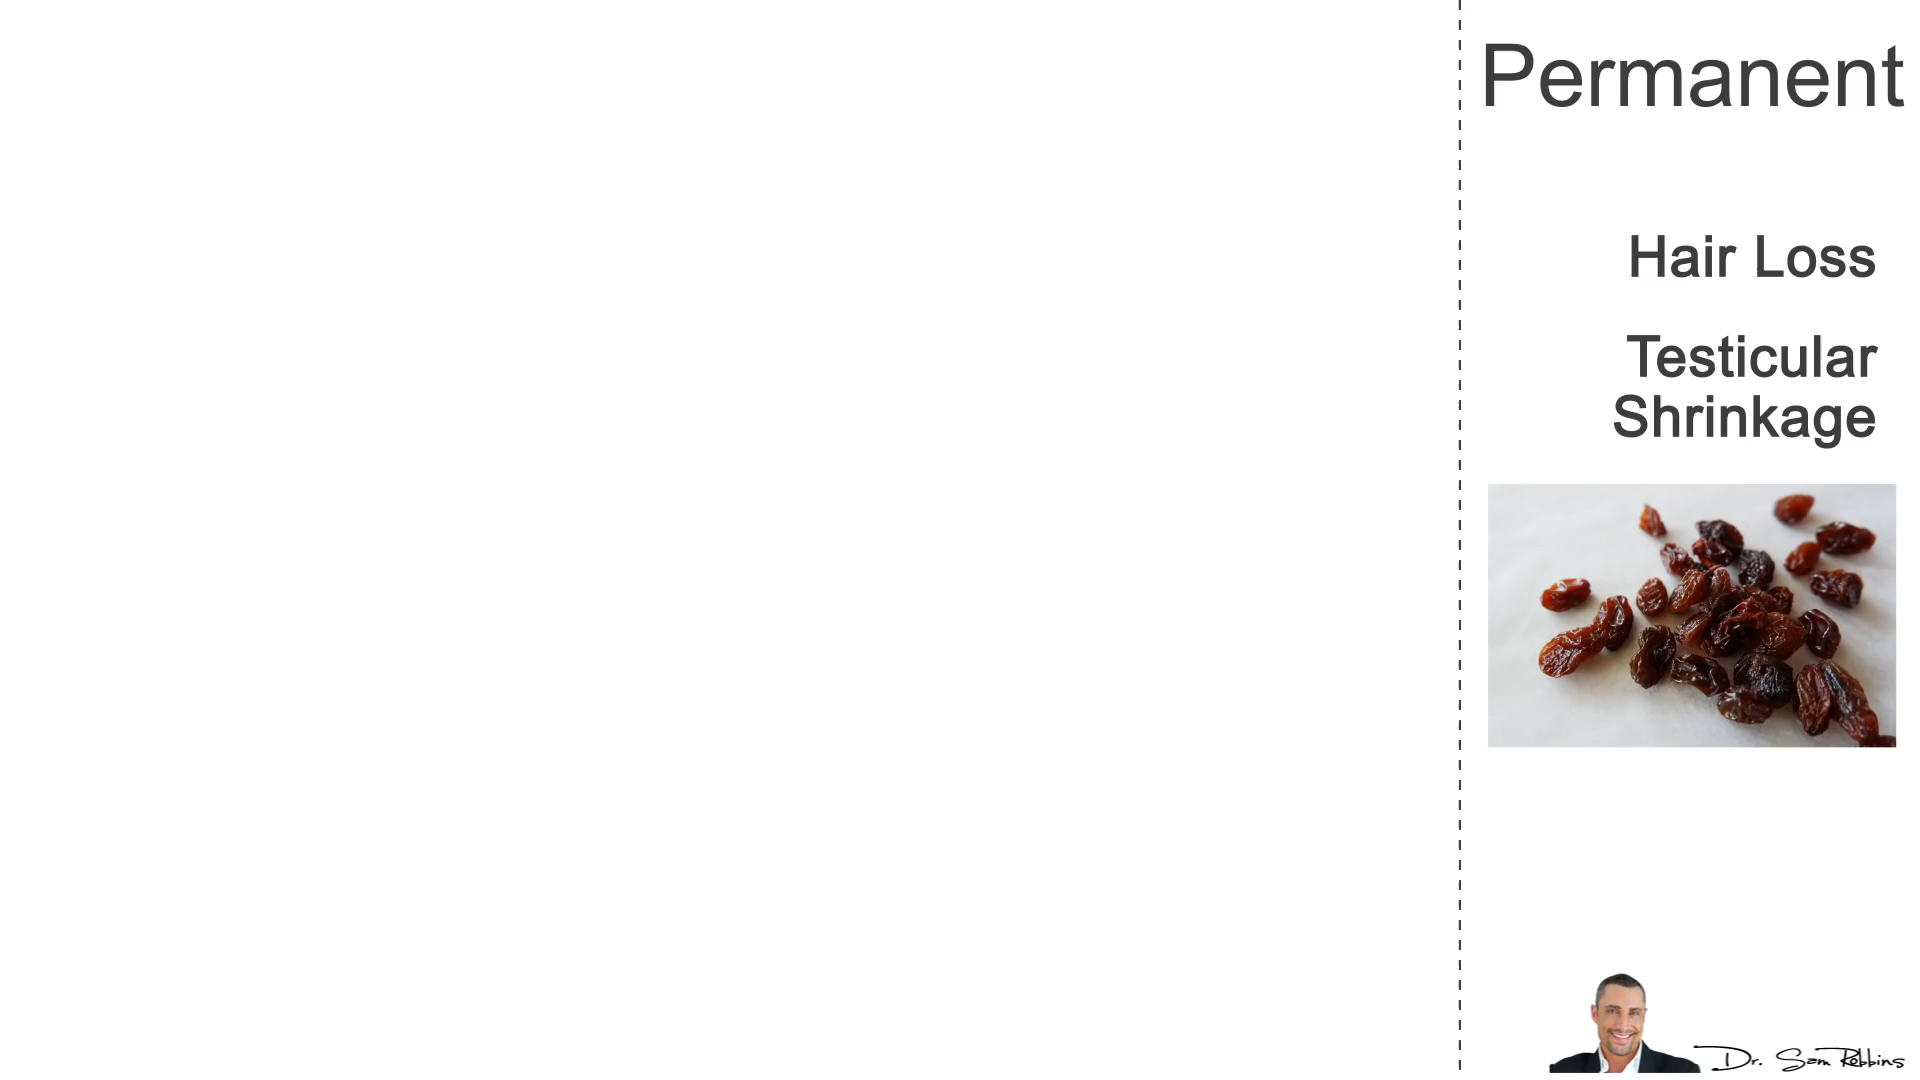 Permanent
Hair Loss
Testicular
Shrinkage
Dr. Sam Robbins